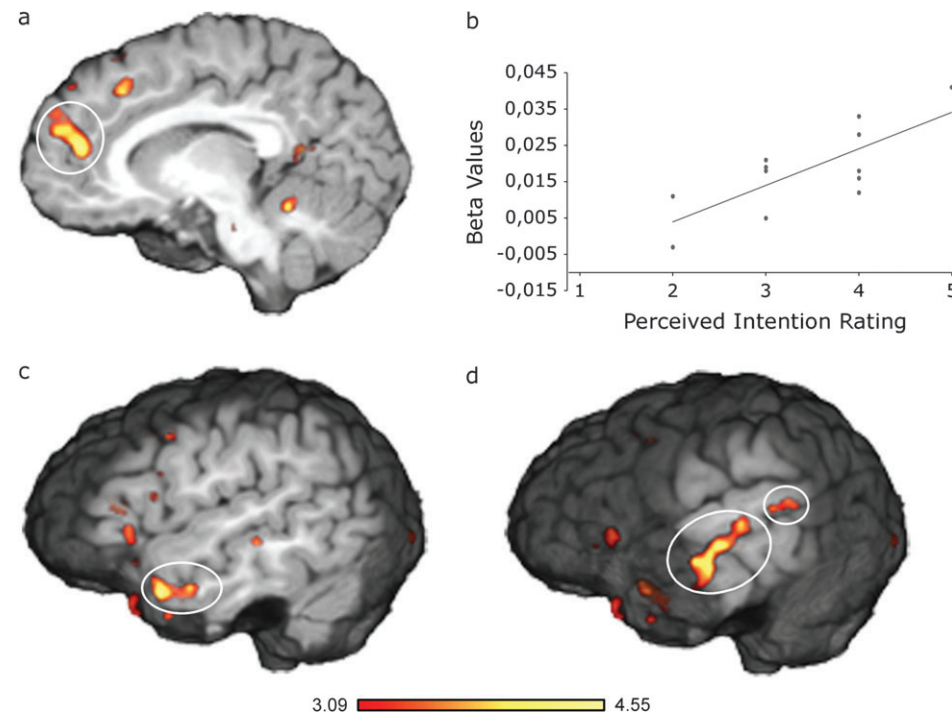 a
b
0,045
0,035
0,025
0,015
0,005
-0,005
-0,015
Beta Values
1 2 3 4 5
Perceived Intention Rating
c
d
3.09 4.55